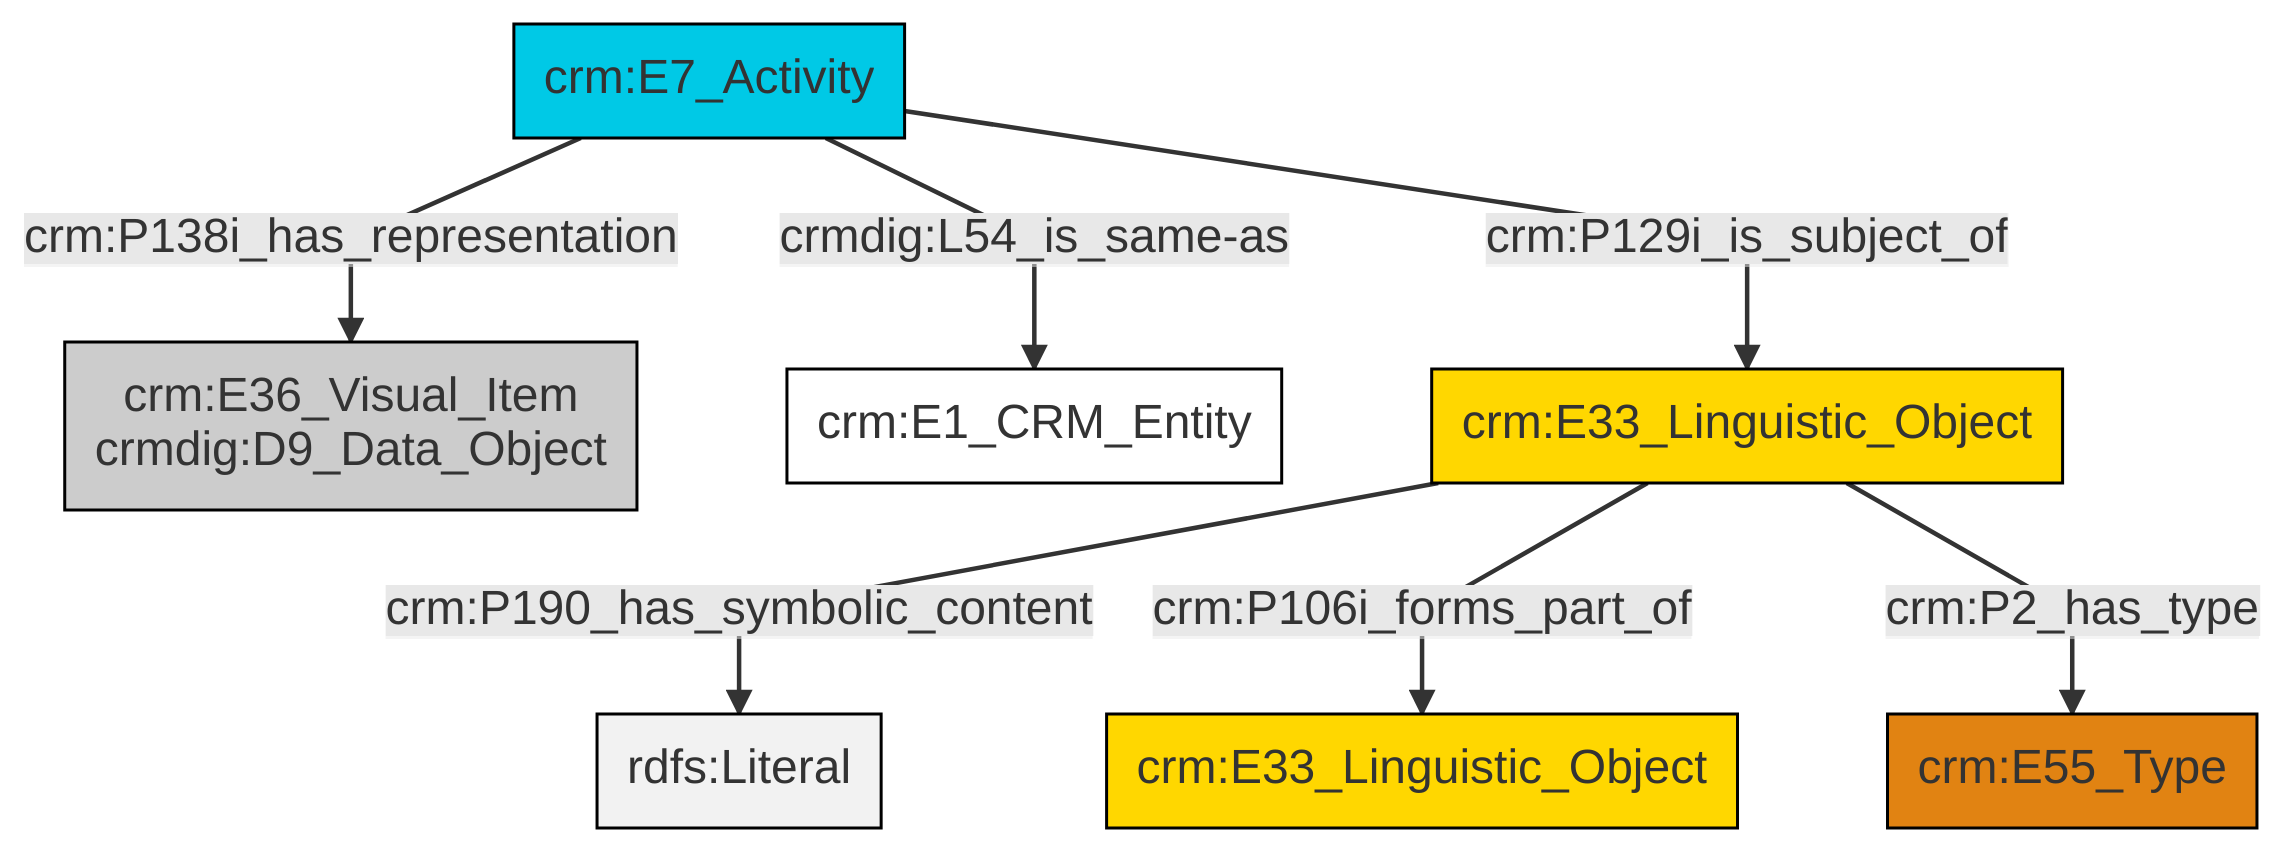 crm:E7_Activity
crm:P138i_has_representation
crmdig:L54_is_same-as
crm:P129i_is_subject_of
crm:E36_Visual_Item
crmdig:D9_Data_Object
crm:E1_CRM_Entity
crm:E33_Linguistic_Object
crm:P190_has_symbolic_content
crm:P106i_forms_part_of
crm:P2_has_type
rdfs:Literal
crm:E33_Linguistic_Object
crm:E55_Type